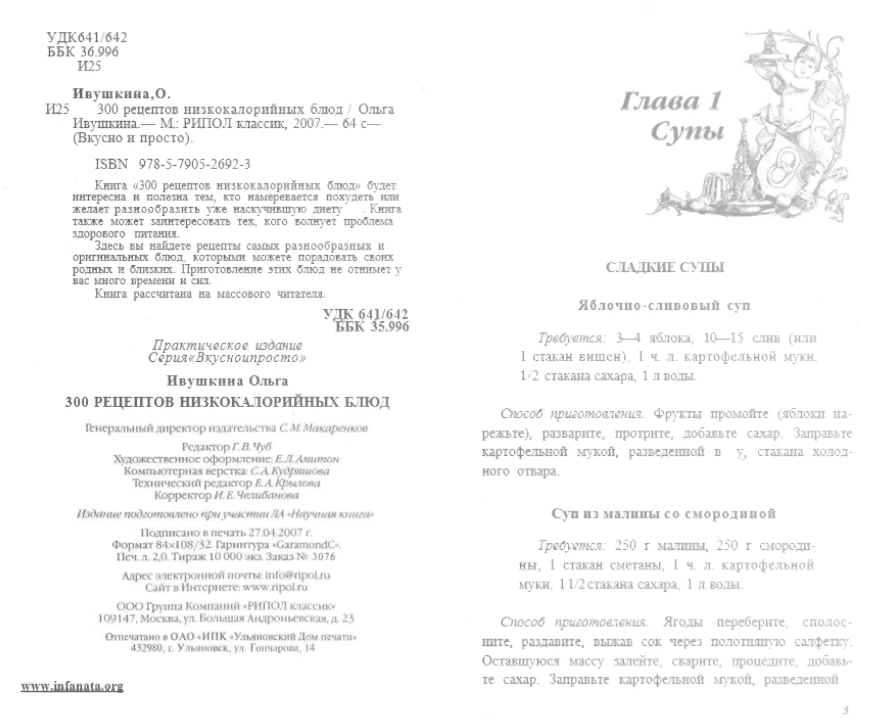 УДК641/642
ББК 36.996
И25
Ивушкина,О.
И25 300 рецептов низкокалорийных блюд / Ольга
Ивушкина.— М.: РИПОЛ классик, 2007.— 64 с—
(Вкусно и просто).
ISBN 978-5-7905-2692-3
Книга «300 рецептов низкокалорийных блюд» будет
интересна и полезна тем, кто намеревается похудеть или
желает разнообразить уже наскучившую диету . Книга
также может заинтересовать тех, кого волнует проблема
здорового питания.
Здесь вы найдете рецепты самых разнообразных и
оригинальных блюд, которыми можете порадовать своих
родных и близких. Приготовление этих блюд не отнимет у
вас много времени и сил.
Книга рассчитана на массового читателя.
УДК 641/642
ББК 35.996
Практическое издание
Серия«Вкусноипросто»
Ивушкина Ольга
300 РЕЦЕПТОВ НИЗКОКАЛОРИЙНЫХ БЛЮД
Генеральный директор издательства С.М.Макаренков
Редактор Г.В.Чуб
Художественное оформление: Е.Л.Амитон
Компьютерная верстка: С.А.Кудряшова
Технический редактор Е.А.Крылова
Корректор И.Е.Челибанова
Издание подготовлено при участии ЛА «Научная книга»
Подписано в печать 27.04.2007 г.
Формат 84×108/32. Гарнитура «GaramondC».
Печ. л. 2,0. Тираж 10 000 экз. Заказ № 3076
Адрес электронной почты: info@ripol.ru
Сайт в Интернете: www.ripol.ru
ООО Группа Компаний «РИПОЛ классик»
109147, Москва, ул. Большая Андроньевская, д. 23
Отпечатано в ОАО «ИПК «Ульяновский Дом печати»
432980, г. Ульяновск, ул. Гончарова, 14
www.infanata.org
Глава 1
Супы
СЛАДКИЕ СУПЫ
Яблочно-сливовый суп
Требуется: 3—4 яблока, 10—15 слив (или
1 стакан вишен), 1 ч. л. картофельной муки,
1/2 стакана сахара, 1 л воды.
Способ приготовления. Фрукты промойте (яблоки на-
режьте), разварите, протрите, добавьте сахар. Заправьте
картофельной мукой, разведенной в у, стакана холод-
ного отвара.
Суп из малины со смородиной
Требуется: 250 г малины, 250 г смороди-
ны, 1 стакан сметаны, 1 ч. л. картофельной
муки, 1 1/2 стакана сахара, 1 л воды.
Способ приготовления. Ягоды переберите, сполос-
ните, раздавите, выжав сок через полотняную салфетку.
Оставшуюся массу залейте, сварите, процедите, добавь-
те сахар. Заправьте картофельной мукой, разведенной
3